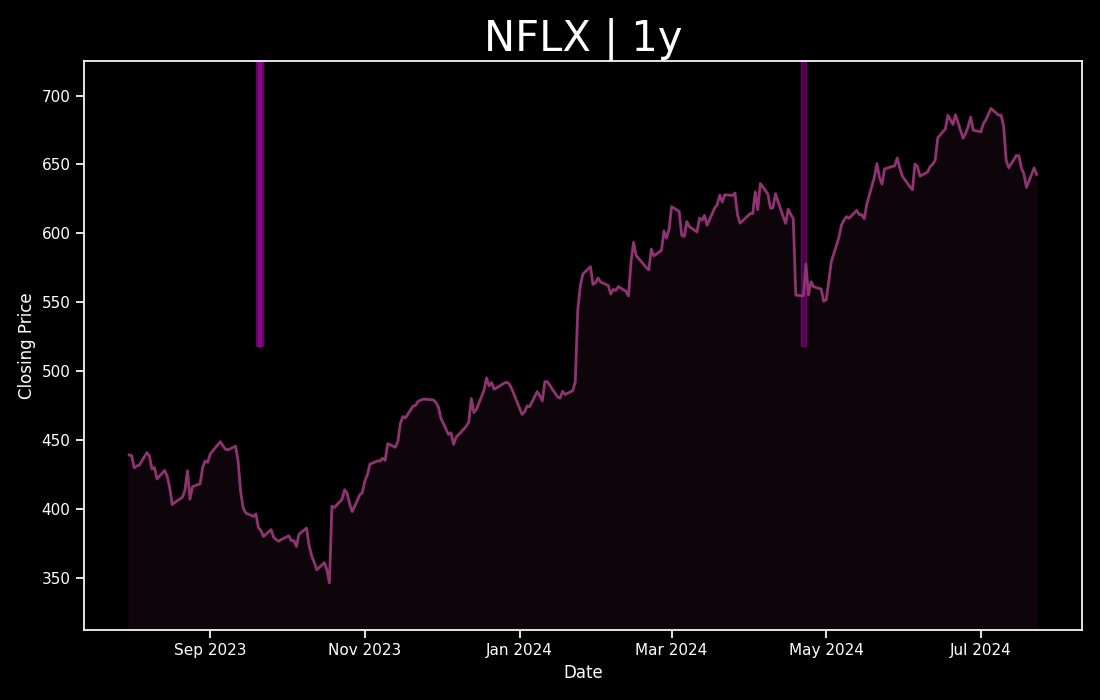 NFLX | 1y
700
650
600
550
500
450
400
350
Closing Price
Sep 2023
Nov 2023
Jan 2024
Mar 2024
May 2024
Jul 2024
Date